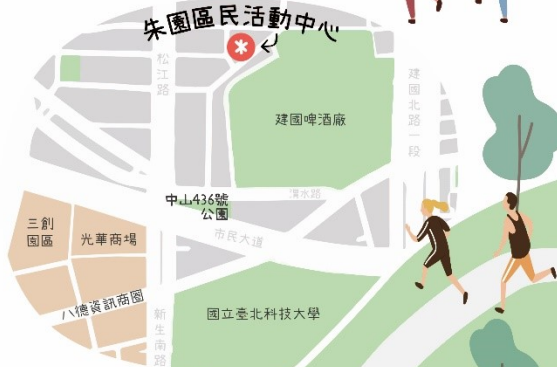 朱園區民活動中心
松江路
建國北路一段
建國啤酒廠
渭水路
中山436號
公園
三創
園區
光華商場
市民大道
八德資訊商圈
新生南路
國立臺北科技大學